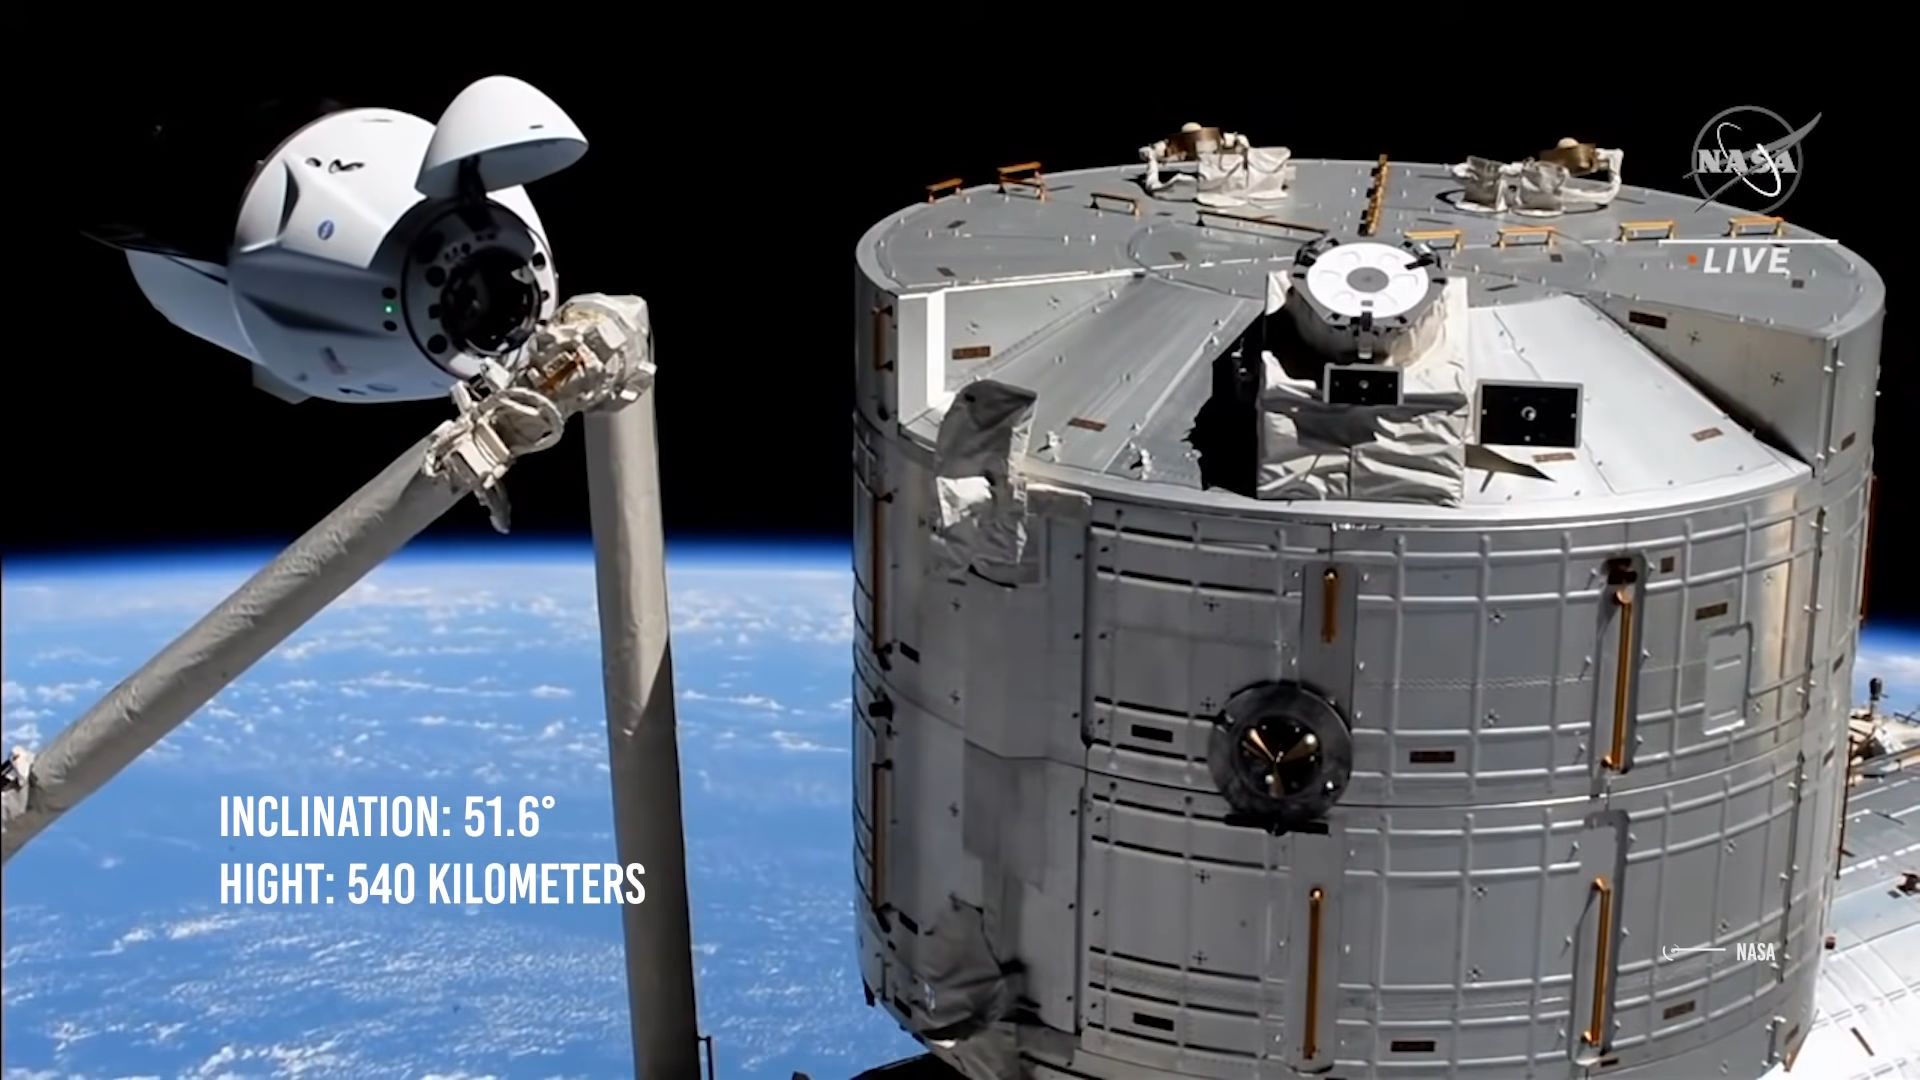 NASA
LIVE
INCLINATION: 51.6°
HIGHT: 540 KILOMETERS
NASA